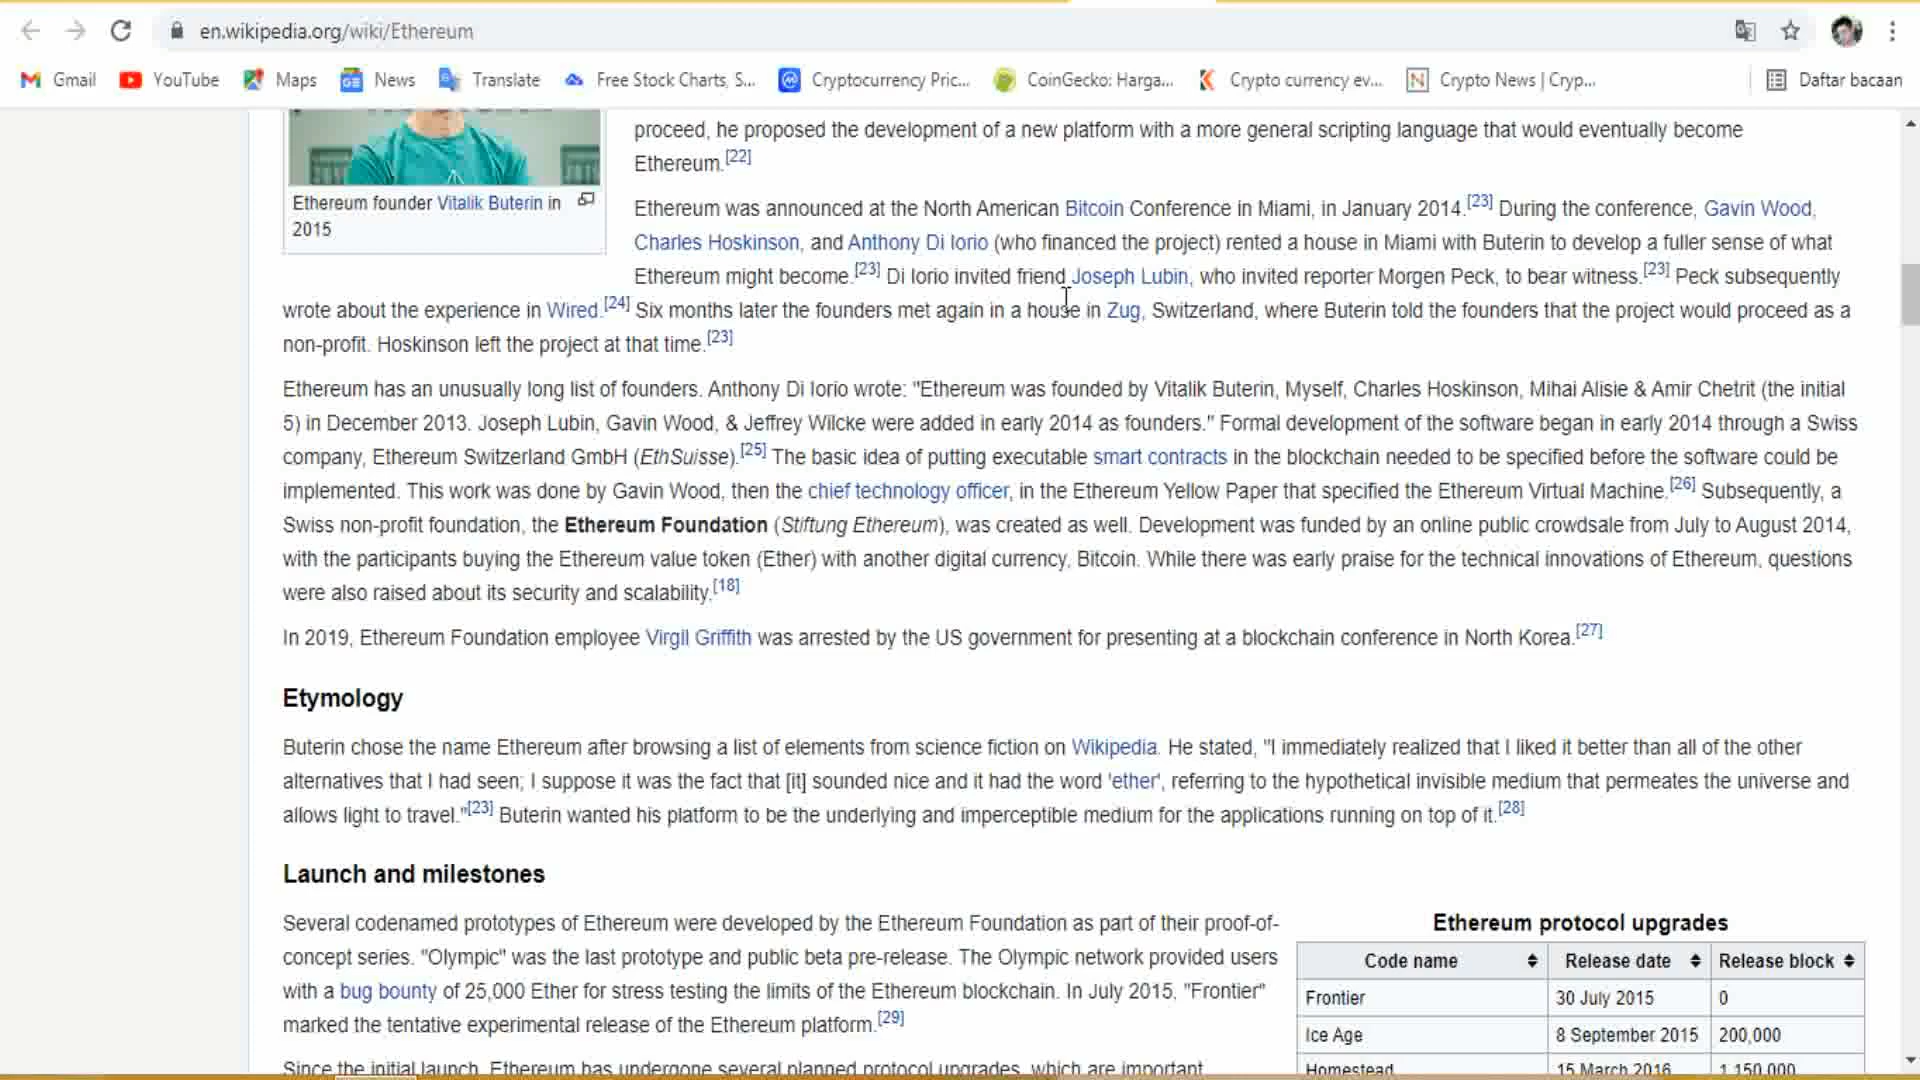 en.wikipedia.org/wiki/Ethereum
Gmail YouTube Maps News Translate Free Stock Charts, S... Cryptocurrency Pric... CoinGecko: Harga... Crypto currency ev... Crypto News | Cryp... Daftar bacaan
Ethereum founder Vitalik Buterin in
2015
proceed, he proposed the development of a new platform with a more general scripting language that would eventually become
Ethereum.[22]
Ethereum was announced at the North American Bitcoin Conference in Miami, in January 2014.[23] During the conference, Gavin Wood,
Charles Hoskinson, and Anthony Di Iorio (who financed the project) rented a house in Miami with Buterin to develop a fuller sense of what
Ethereum might become.[23] Di Iorio invited friend Joseph Lubin, who invited reporter Morgen Peck, to bear witness.[23] Peck subsequently
wrote about the experience in Wired.[24] Six months later the founders met again in a house in Zug, Switzerland, where Buterin told the founders that the project would proceed as a
non-profit. Hoskinson left the project at that time.[23]
Ethereum has an unusually long list of founders. Anthony Di Iorio wrote: "Ethereum was founded by Vitalik Buterin, Myself, Charles Hoskinson, Mihai Alisie & Amir Chetrit (the initial
5) in December 2013. Joseph Lubin, Gavin Wood, & Jeffrey Wilcke were added in early 2014 as founders." Formal development of the software began in early 2014 through a Swiss
company, Ethereum Switzerland GmbH (EthSuisse).[25] The basic idea of putting executable smart contracts in the blockchain needed to be specified before the software could be
implemented. This work was done by Gavin Wood, then the chief technology officer, in the Ethereum Yellow Paper that specified the Ethereum Virtual Machine.[26] Subsequently, a
Swiss non-profit foundation, the Ethereum Foundation (Stiftung Ethereum), was created as well. Development was funded by an online public crowdsale from July to August 2014,
with the participants buying the Ethereum value token (Ether) with another digital currency, Bitcoin. While there was early praise for the technical innovations of Ethereum, questions
were also raised about its security and scalability.[18]
In 2019, Ethereum Foundation employee Virgil Griffith was arrested by the US government for presenting at a blockchain conference in North Korea.[27]
Etymology
Buterin chose the name Ethereum after browsing a list of elements from science fiction on Wikipedia. He stated, "I immediately realized that I liked it better than all of the other
alternatives that I had seen; I suppose it was the fact that [it] sounded nice and it had the word 'ether', referring to the hypothetical invisible medium that permeates the universe and
allows light to travel."[23] Buterin wanted his platform to be the underlying and imperceptible medium for the applications running on top of it.[28]
Launch and milestones
Several codenamed prototypes of Ethereum were developed by the Ethereum Foundation as part of their proof-of-
concept series. "Olympic" was the last prototype and public beta pre-release. The Olympic network provided users
with a bug bounty of 25,000 Ether for stress testing the limits of the Ethereum blockchain. In July 2015, "Frontier"
marked the tentative experimental release of the Ethereum platform.[29]
Since the initial launch, Ethereum has undergone several planned protocol upgrades, which are important
Ethereum protocol upgrades
Code name Release date Release block
Frontier 30 July 2015 0
Ice Age 8 September 2015 200,000
Homestead 15 March 2016 1,150,000